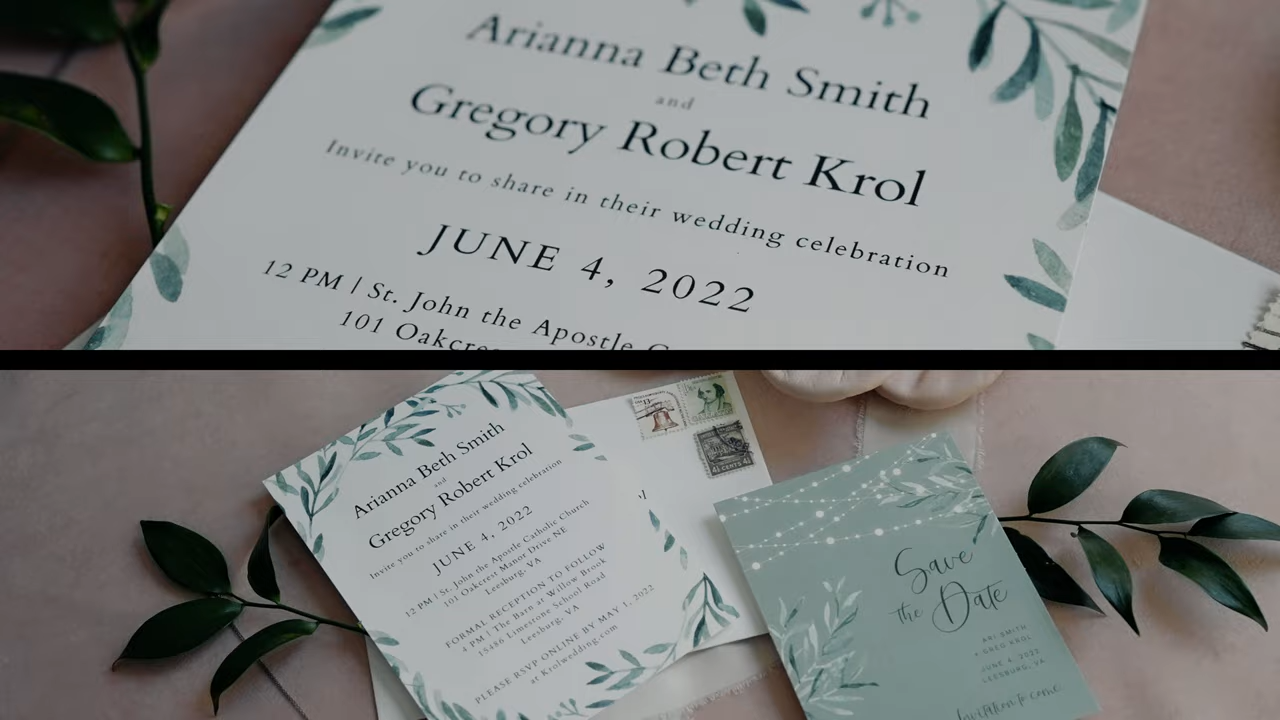 Arianna Beth Smith
and
Gregory Robert Krol
Invite you to share in their wedding celebration
JUNE 4, 2022
12 PM | St. John the Apostle
101 Oakcre
Arianna Beth Smith
and
Gregory Robert Krol
Invite you to share in their wedding celebration
JUNE 4, 2022
12 PM | St. John the Apostle Catholic Church
101 Oakcrest Manor Drive NE
Leesburg, VA
FORMAL RECEPTION TO FOLLOW
4 PM | The Barn at Willow Brook
15480 Limestone School Road
Leesburg, VA
PLEASE RSVP ONLINE BY MAY 1, 2022
at Krolwedding.com
Save
the Date
ARI SMITH
+ GREG KROL
JUNE 4, 2022
LEESBURG, VA
Invitation to come